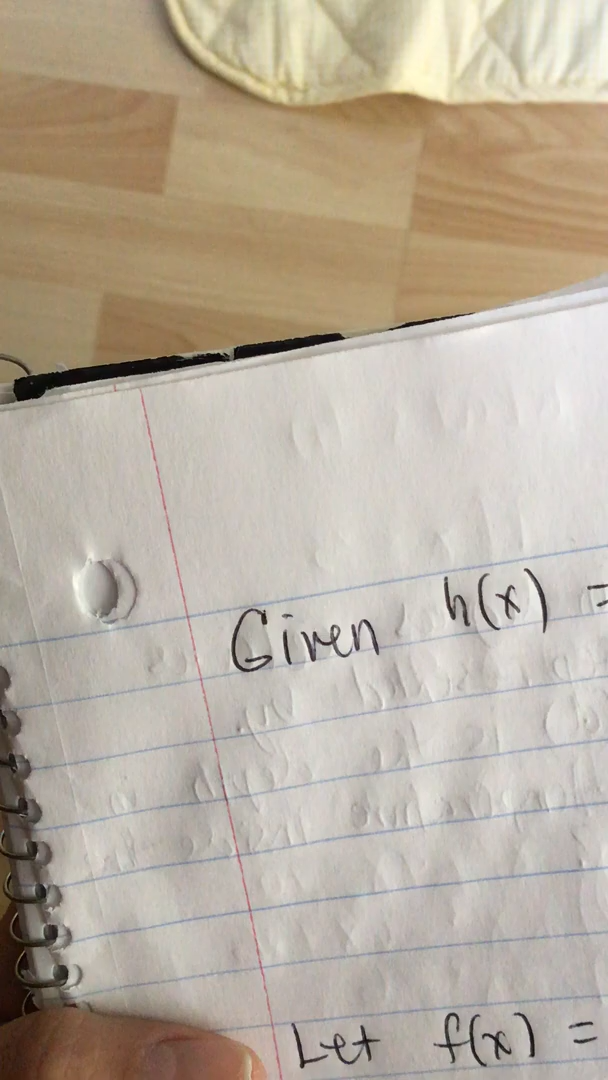 Given h(x) =
Let f(x) =